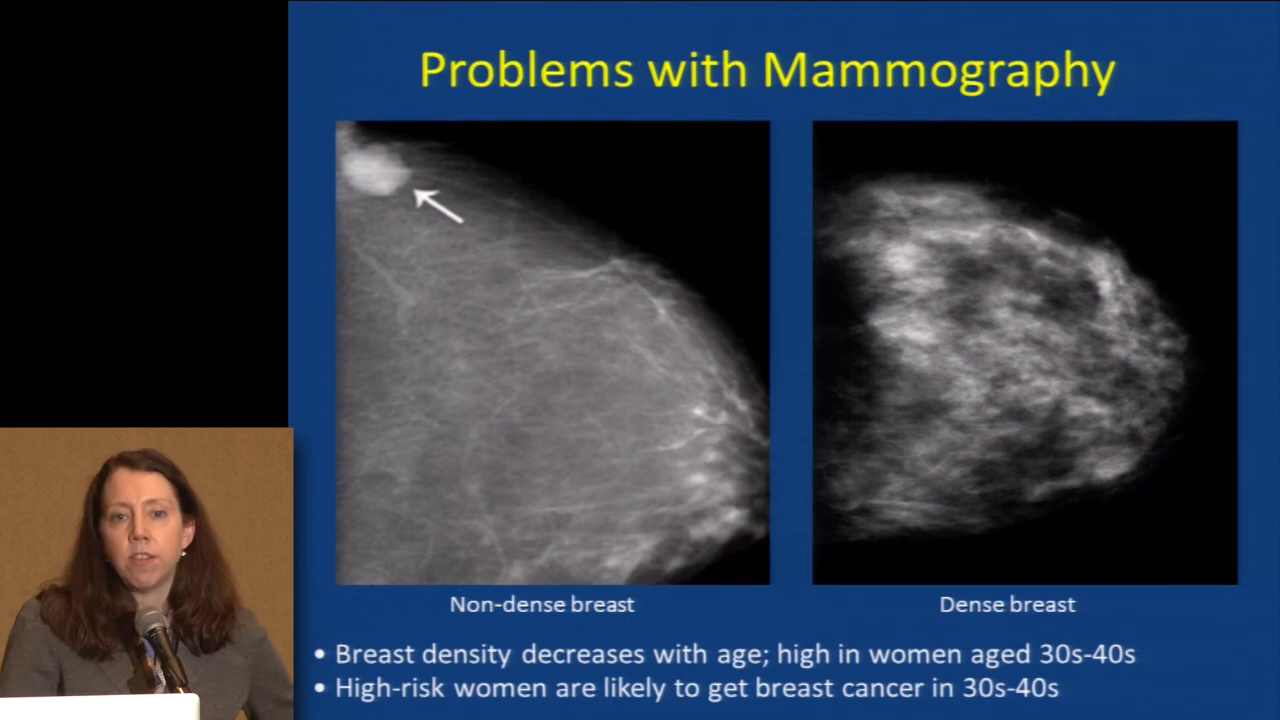 Problems with Mammography
Non-dense breast
Dense breast
• Breast density decreases with age; high in women aged 30s-40s
• High-risk women are likely to get breast cancer in 30s-40s